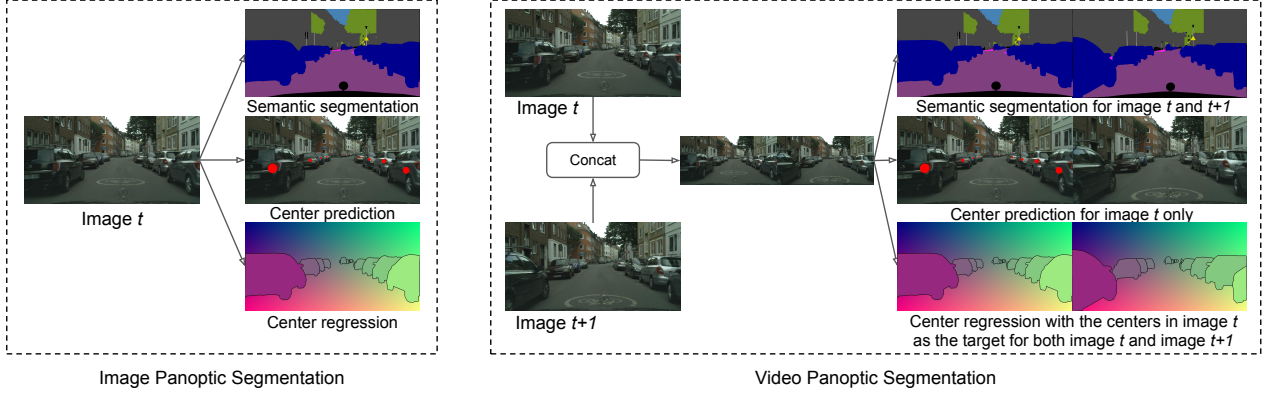 Semantic segmentation
Image t
Center prediction
Center regression
Image Panoptic Segmentation
Image t
Concat
Image t+1
Semantic segmentation for image t and t+1
Center prediction for image t only
Center regression with the centers in image t
as the target for both image t and image t+1
Video Panoptic Segmentation